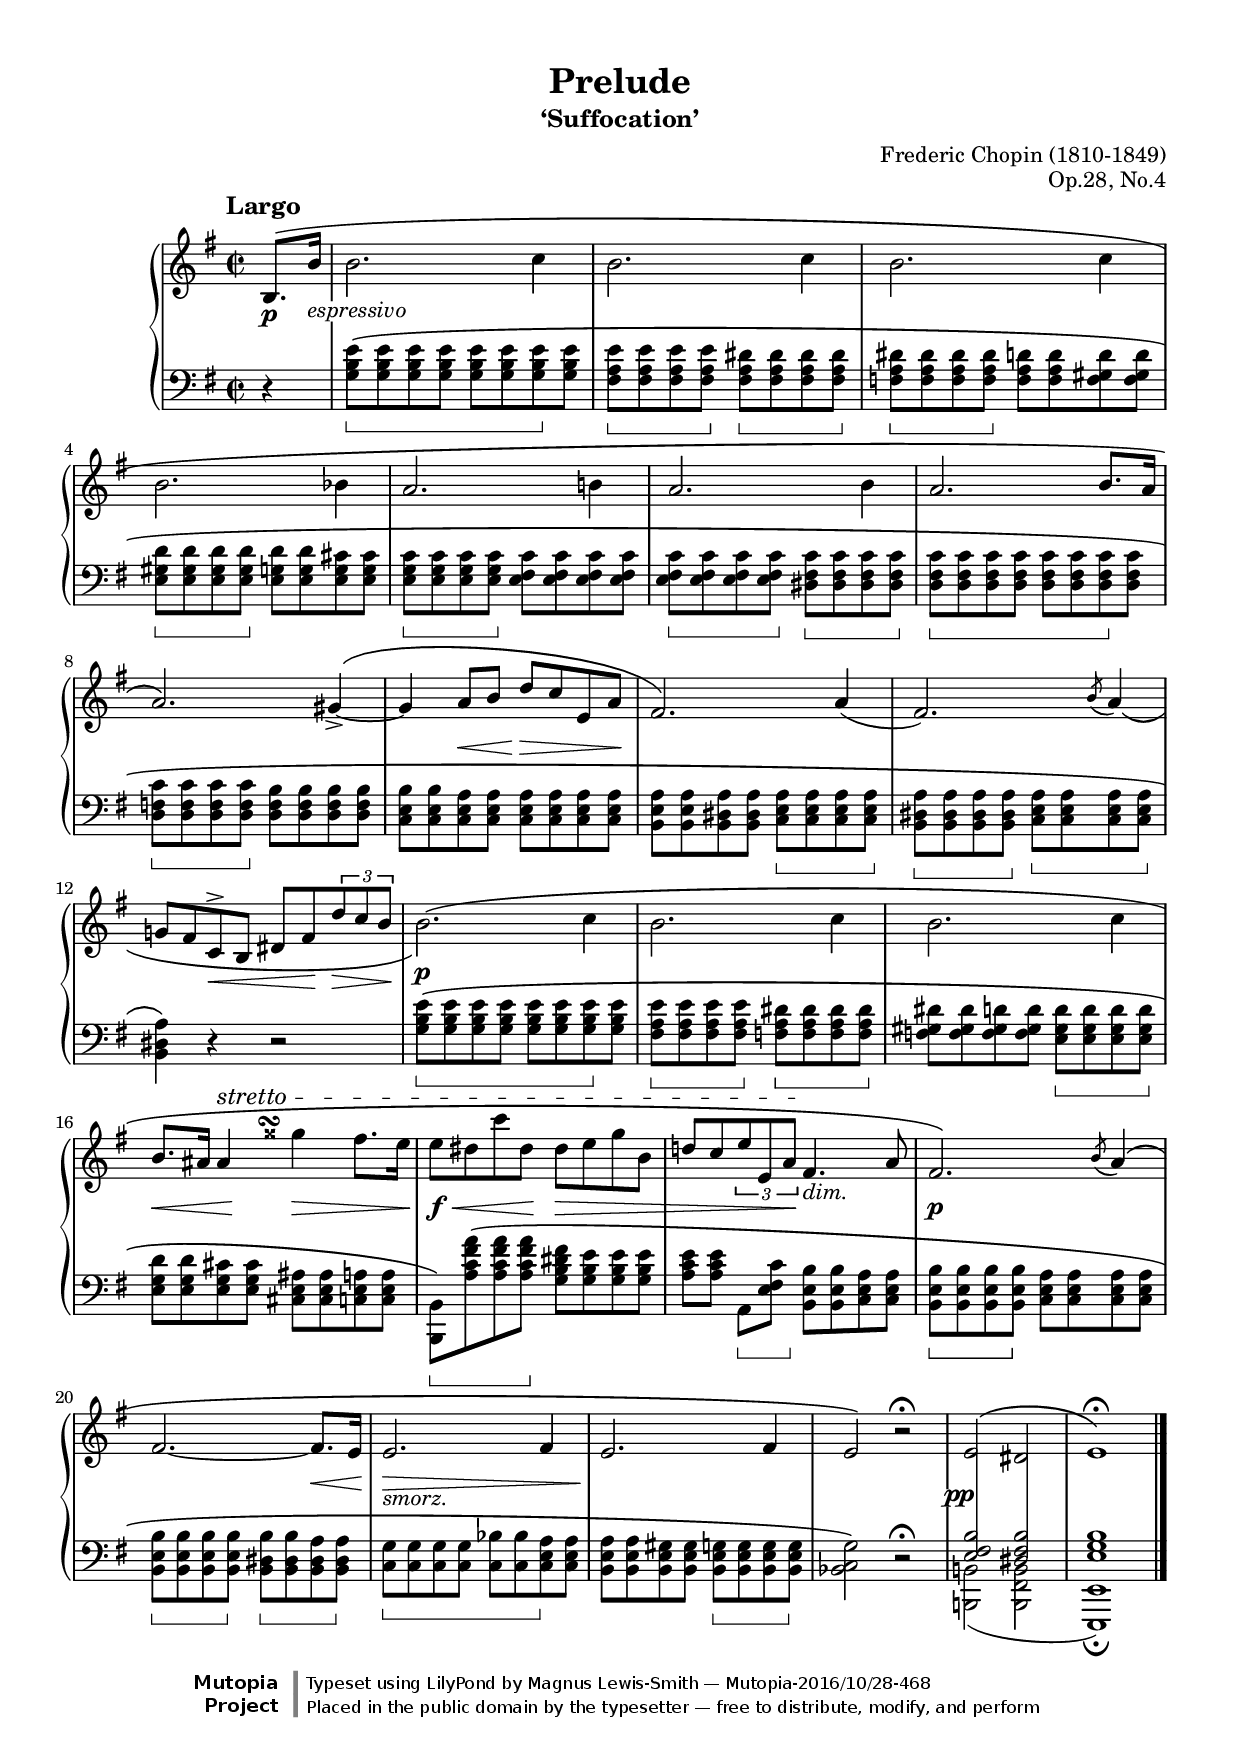 Prelude
‘Suffocation’
Frederic Chopin (1810-1849)
Op.28, No.4
Largo
p espressivo
4
8
12
3
p
stretto
16
f
3
dim.
p
20
smorz.
pp
Mutopia Project
Typeset using LilyPond by Magnus Lewis-Smith — Mutopia-2016/10/28-468
Placed in the public domain by the typesetter — free to distribute, modify, and perform